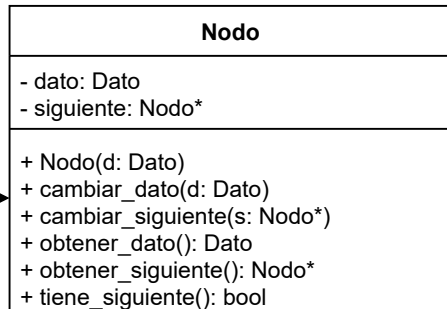 Nodo
- dato: Dato
- siguiente: Nodo*
+ Nodo(d: Dato)
+ cambiar_dato(d: Dato)
+ cambiar_siguiente(s: Nodo*)
+ obtener_dato(): Dato
+ obtener_siguiente(): Nodo*
+ tiene_siguiente(): bool